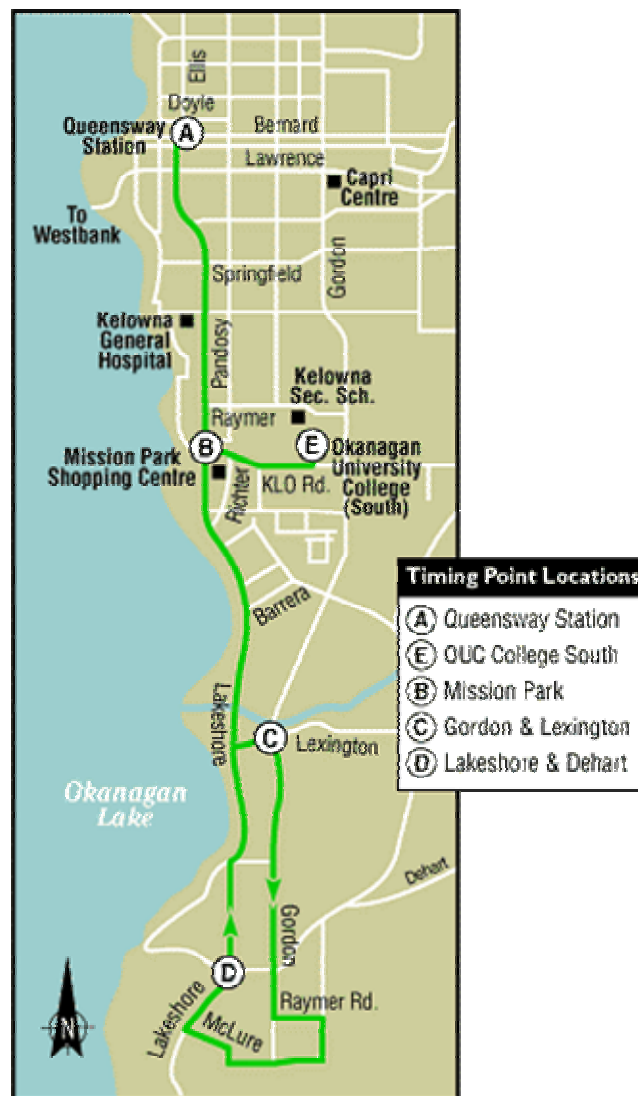 Ellis
Doyle
Queensway
Station
A
Bernard
Lawrence
Capri
Centre
To
Westbank
Gordon
Springfield
Kelowna
General
Hospital
Pandosy
Kelowna
Sec. Sch.
Raymer
B
E
Okanagan
University
College
(South)
Mission Park
Shopping Centre
Richter
KLO Rd.
Timing Point Locations
A Queensway Station
E OUC College South
B Mission Park
C Gordon & Lexington
D Lakeshore & Dehart
Barrera
Lakeshore
C
Lexington
Okanagan
Lake
Dehart
Gordon
D
Raymer Rd.
Lakeshore
McLure
N